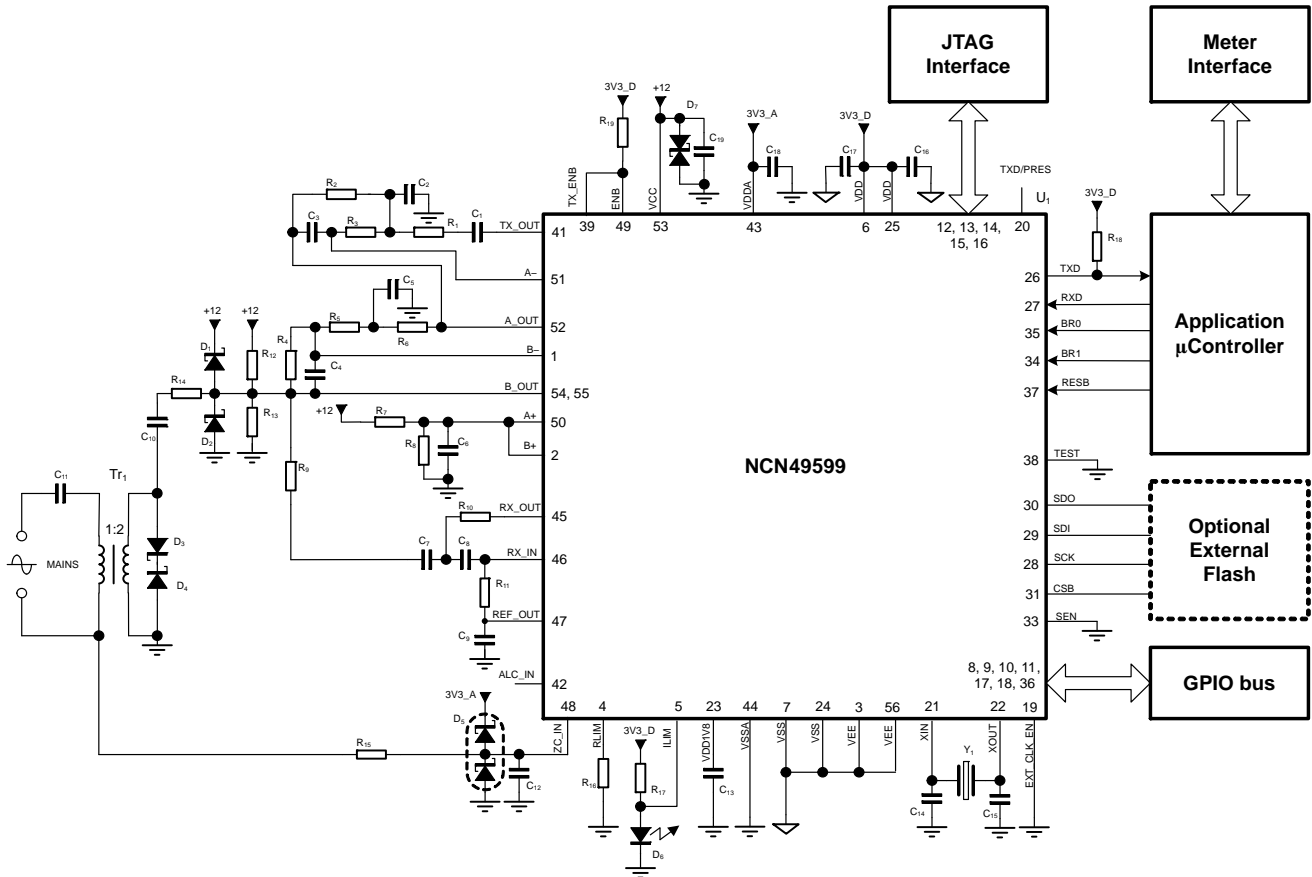 JTAG
Interface
Meter
Interface
3V3_D
+12
D7
3V3_A
3V3_D
R19
C19
C18
C17
C16
TXD/PRES
TX_ENB
ENB
VCC
VDDA
VDD
VDD
U1
R2
C2
C3
R3
R1
C1
TX_OUT
41
39
49
53
43
6
25
12, 13, 14,
15, 16
20
3V3_D
R18
A–
51
26
TXD
C5
27
RXD
+12
+12
R5
R6
A_OUT
52
35
BR0
Application
µController
D1
R12
R4
B–
1
34
BR1
C4
R14
B_OUT
54, 55
37
RESB
D2
R13
+12
R7
A+
50
C10
R8
C6
B+
2
NCN49599
38
TEST
C11
Tr1
R9
1:2
R10
RX_OUT
45
30
SDO
Optional
External
Flash
29
SDI
MAINS
D3
C7
C8
RX_IN
46
28
SCK
D4
R11
31
CSB
REF_OUT
47
33
SEN
C9
8, 9, 10, 11,
17, 18, 36
GPIO bus
ALC_IN
42
3V3_A
48
4
5
23
44
7
24
3
56
21
22
19
D5
ZC_IN
RLIM
3V3_D
ILIM
VDD1V8
VSSA
VSS
VSS
VEE
VEE
XIN
XOUT
EXT_CLK_EN
R15
Y1
C12
R16
R17
C13
C14
C15
D6